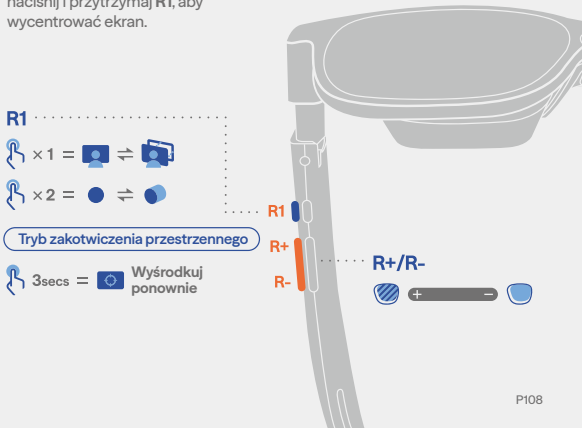 naciśnij i przytrzymaj R1, aby
wycentrować ekran.
R1
×1 = ⇌
×2 = ⇌
Tryb zakotwiczenia przestrzennego
3secs = Wyśrodkuj
ponownie
R1
R+
R-
R+/R-
+ −
P108